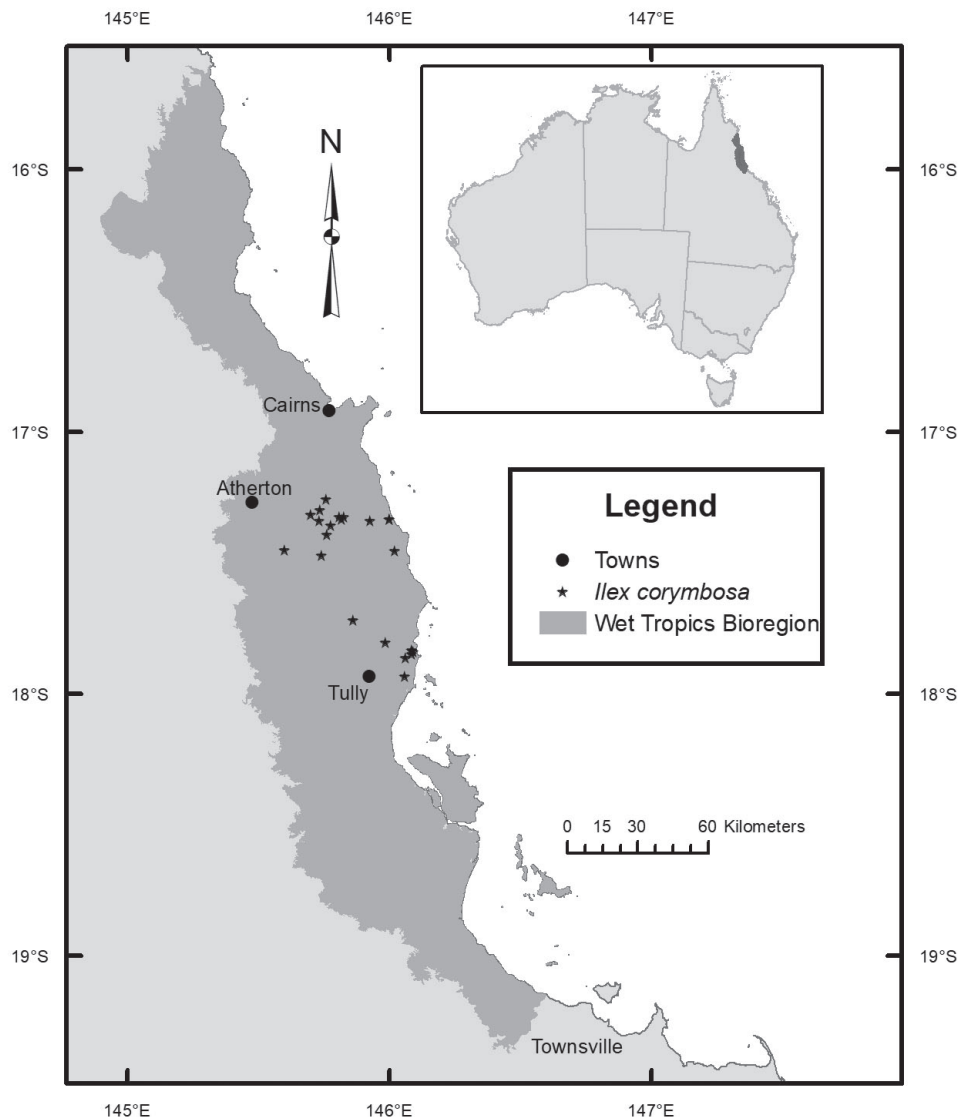 145°E 146°E 147°E
N
16°S 16°S
Cairns
17°S 17°S
Atherton
Legend
Towns
Ilex corymbosa
Wet Tropics Bioregion
Tully
18°S 18°S
0 15 30 60 Kilometers
19°S 19°S
Townsville
145°E 146°E 147°E